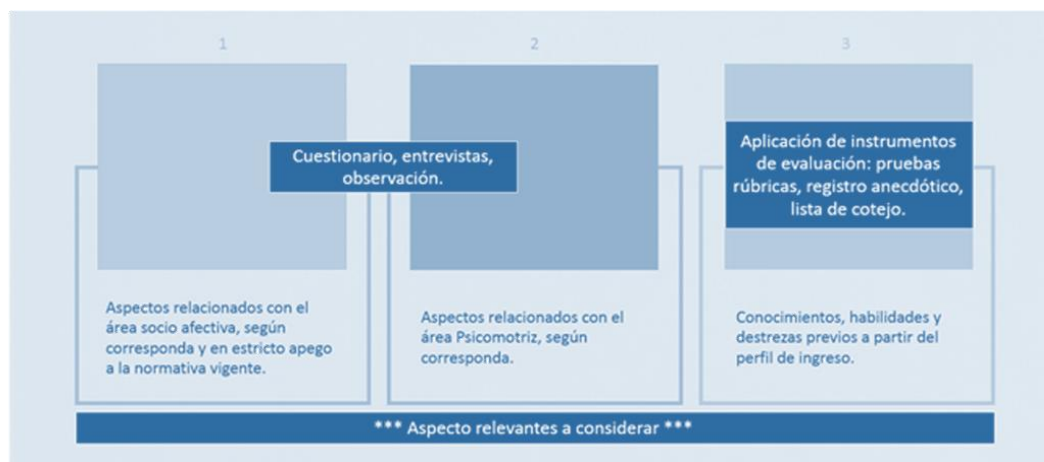 1
2
3
Cuestionario, entrevistas,
observación.
Aplicación de instrumentos
de evaluación: pruebas
rúbricas, registro anecdótico,
lista de cotejo.
Aspectos relacionados con el
área socio afectiva, según
corresponda y en estricto apego
a la normativa vigente.
Aspectos relacionados con el
área Psicomotriz, según
corresponda.
Conocimientos, habilidades y
destrezas previos a partir del
perfil de ingreso.
*** Aspecto relevantes a considerar ***